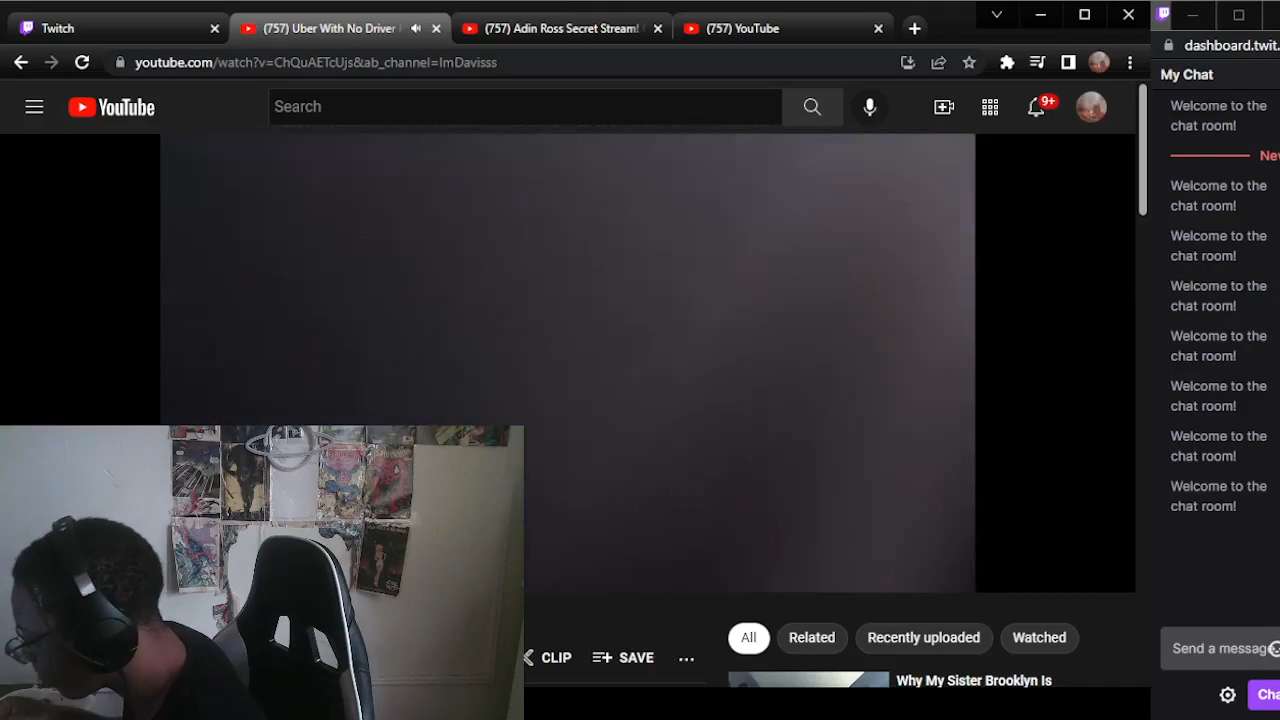 Twitch
(757) Uber With No Driver
(757) Adin Ross Secret Stream!
(757) YouTube
youtube.com/watch?v=ChQuAETcUjs&ab_channel=ImDavisss
dashboard.twit
YouTube
Search
9+
My Chat
Welcome to the
chat room!
New
Welcome to the
chat room!
Welcome to the
chat room!
Welcome to the
chat room!
Welcome to the
chat room!
Welcome to the
chat room!
Welcome to the
chat room!
Welcome to the
chat room!
All
Related
Recently uploaded
Watched
CLIP
SAVE
Send a message
Why My Sister Brooklyn Is
Cha